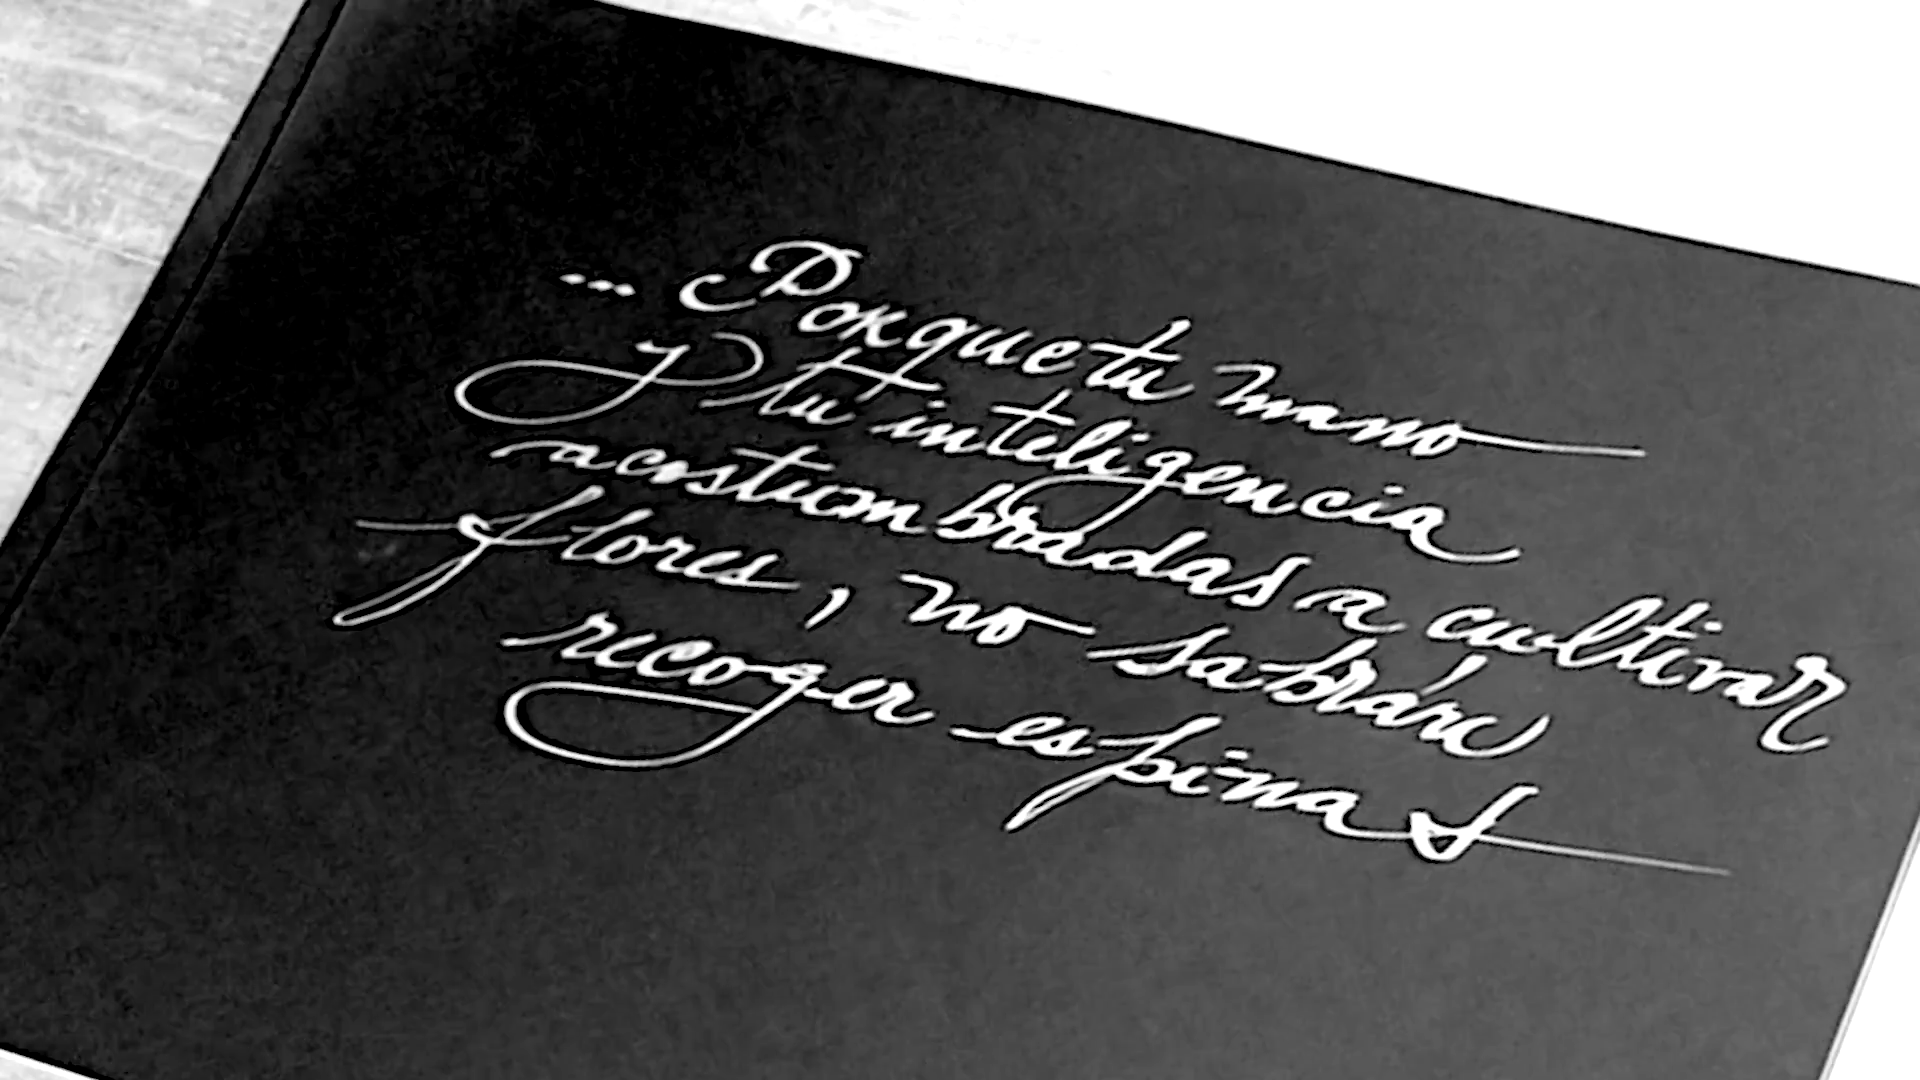 ... Porque tu mano
y tu inteligencia
acostumbradas a cultivar
flores, no sabrán
recoger espinas